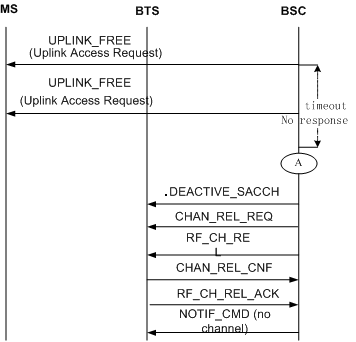 MS
BTS
BSC
UPLINK_FREE
(Uplink Access Request)
UPLINK_FREE
(Uplink Access Request)
timeout
No response
A
.DEACTIVE_SACCH
CHAN_REL_REQ
RF_CH_RE
L
CHAN_REL_CNF
RF_CH_REL_ACK
NOTIF_CMD (no
channel)